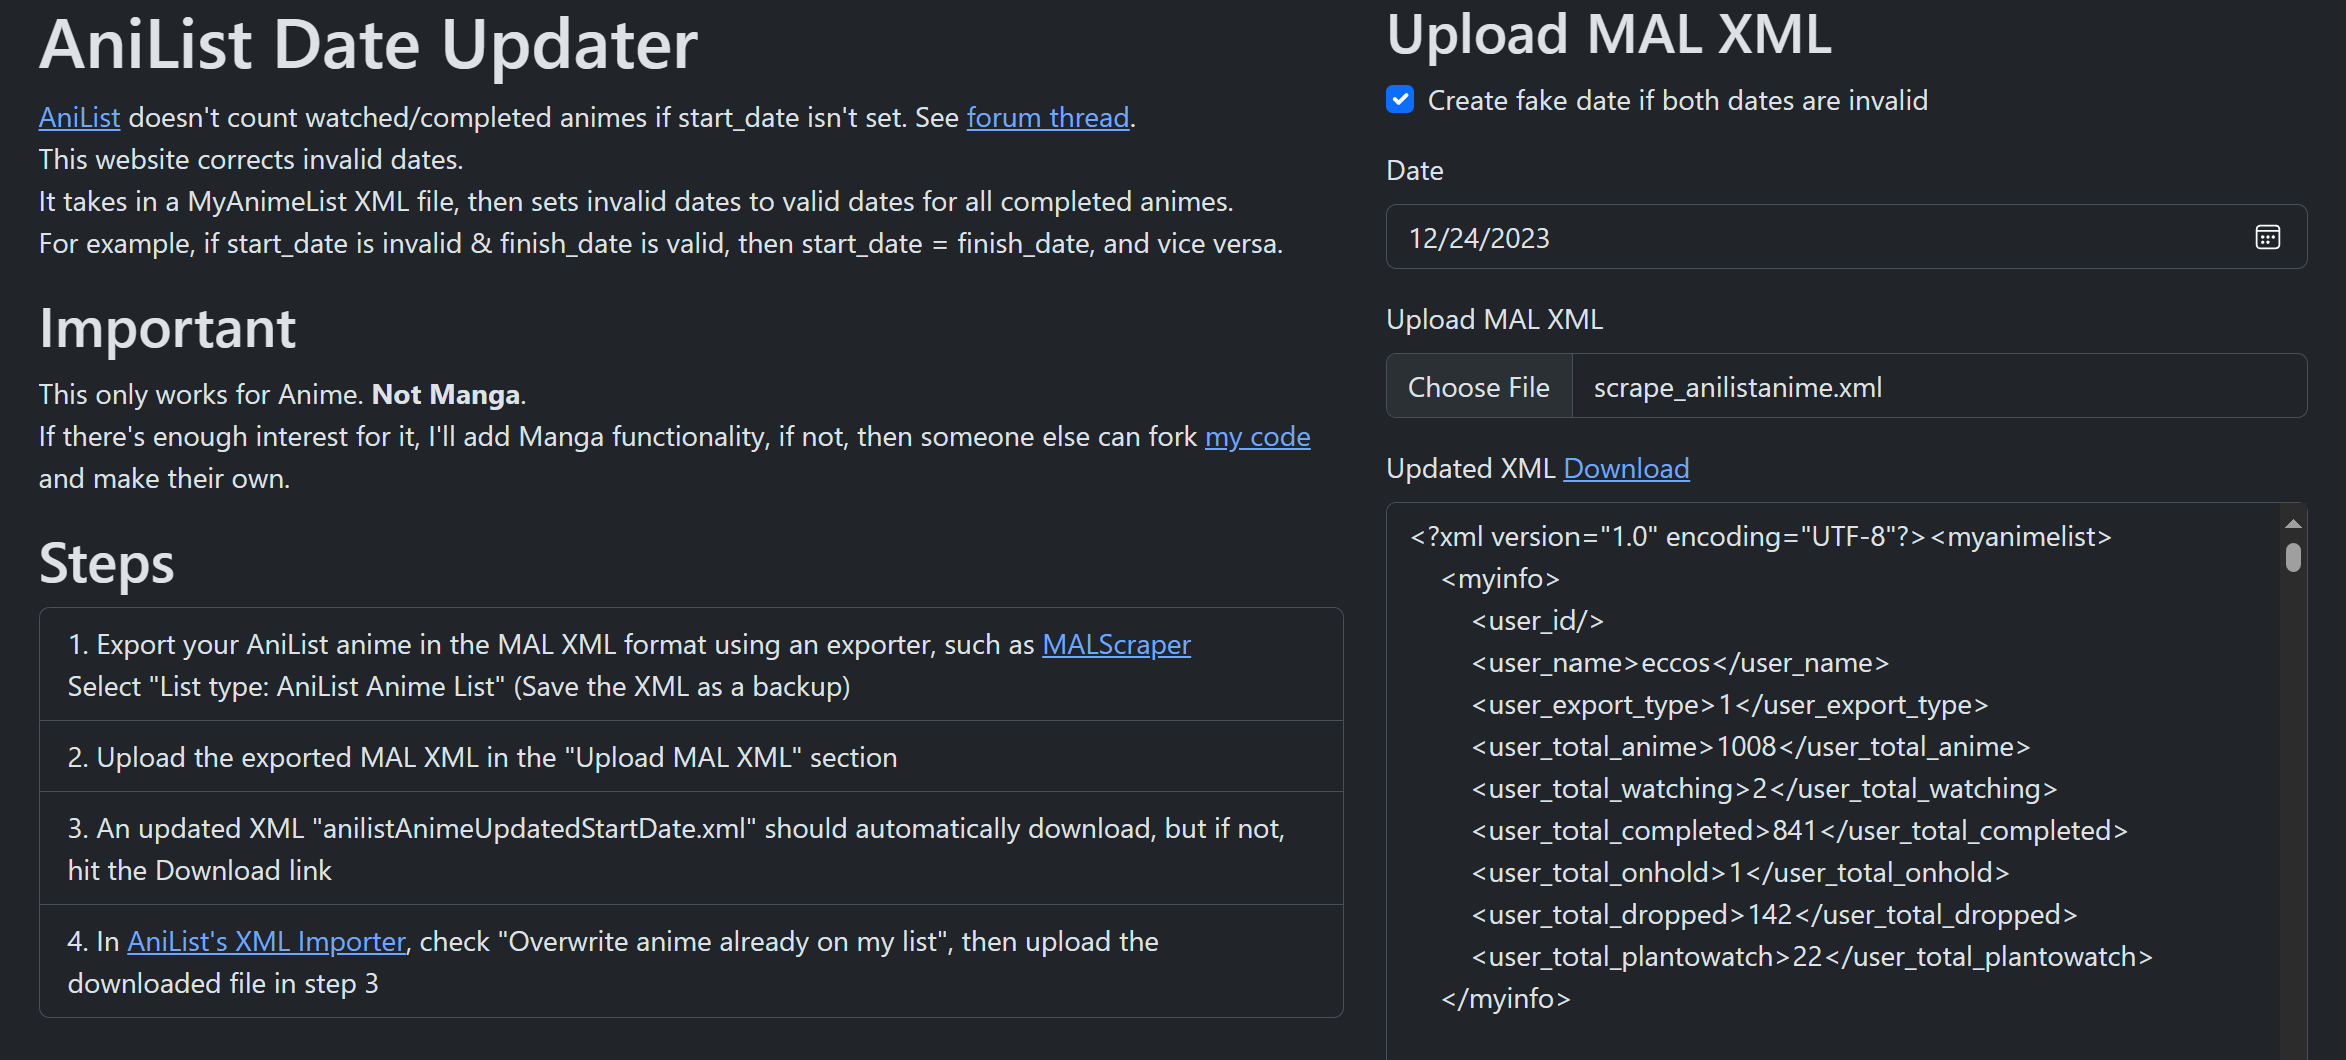 AniList Date Updater
AniList doesn't count watched/completed animes if start_date isn't set. See forum thread.
This website corrects invalid dates.
It takes in a MyAnimeList XML file, then sets invalid dates to valid dates for all completed animes.
For example, if start_date is invalid & finish_date is valid, then start_date = finish_date, and vice versa.
Important
This only works for Anime. Not Manga.
If there's enough interest for it, I'll add Manga functionality, if not, then someone else can fork my code
and make their own.
Steps
1. Export your AniList anime in the MAL XML format using an exporter, such as MALScraper
Select "List type: AniList Anime List" (Save the XML as a backup)
2. Upload the exported MAL XML in the "Upload MAL XML" section
3. An updated XML "anilistAnimeUpdatedStartDate.xml" should automatically download, but if not,
hit the Download link
4. In AniList's XML Importer, check "Overwrite anime already on my list", then upload the
downloaded file in step 3
Upload MAL XML
Create fake date if both dates are invalid
Date
12/24/2023
Upload MAL XML
Choose File scrape_anilistanime.xml
Updated XML Download
<?xml version="1.0" encoding="UTF-8"?><myanimelist>
<myinfo>
<user_id/>
<user_name>eccos</user_name>
<user_export_type>1</user_export_type>
<user_total_anime>1008</user_total_anime>
<user_total_watching>2</user_total_watching>
<user_total_completed>841</user_total_completed>
<user_total_onhold>1</user_total_onhold>
<user_total_dropped>142</user_total_dropped>
<user_total_plantowatch>22</user_total_plantowatch>
</myinfo>